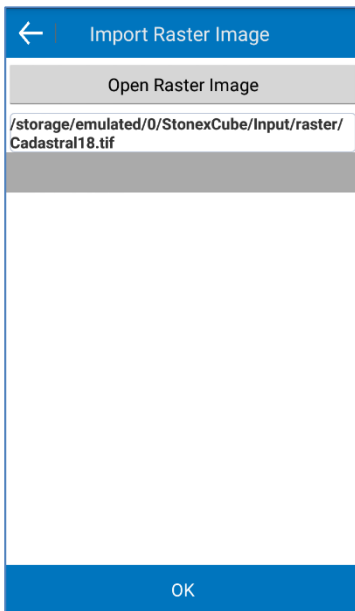 Import Raster Image
Open Raster Image
/storage/emulated/0/StonexCube/Input/raster/
Cadastral18.tif
OK